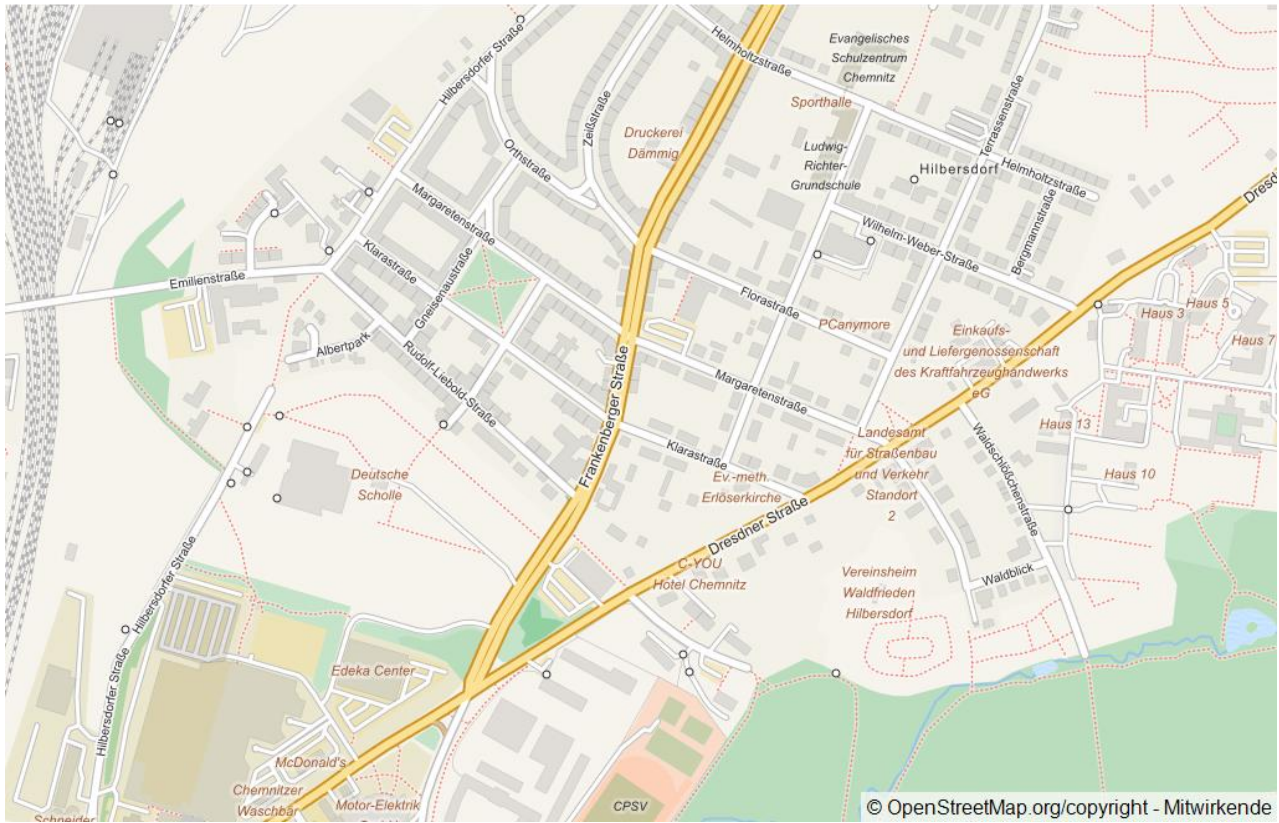 Hilbersdorfer Straße
Helmholtzstraße
Evangelisches
Schulzentrum
Chemnitz
Sporthalle
Terrassenstraße
Zeißstraße
Druckerei
Dämmig
Orthstraße
Ludwig-
Richter-
Grundschule
Hilbersdorf
Helmholtzstraße
Dresd
Margaretenstraße
Bergmannstraße
Wilhelm-Weber-Straße
Klarastraße
Emilienstraße
Gneisenaustraße
Florastraße
Haus 5
Haus 3
PCanymore
Einkaufs-
und Liefergenossenschaft
des Kraftfahrzeughandwerks
eG
Haus 7
Albertpark
Rudolf-Liebold-Straße
Frankenberger Straße
Margaretenstraße
Klarastraße
Haus 13
Waldschlößchenstraße
Landesamt
für Straßenbau
und Verkehr
Standort
2
Haus 10
Deutsche
Scholle
Ev.-meth.
Erlöserkirche
Dresdner Straße
Hilbersdorfer Straße
C-YOU
Hotel Chemnitz
Vereinsheim
Waldfrieden
Hilbersdorf
Waldblick
Edeka Center
Hilbersdorfer Straße
McDonald's
Chemnitzer
Waschbär
Motor-Elektrik
CPSV
Schneider
© OpenStreetMap.org/copyright - Mitwirkende